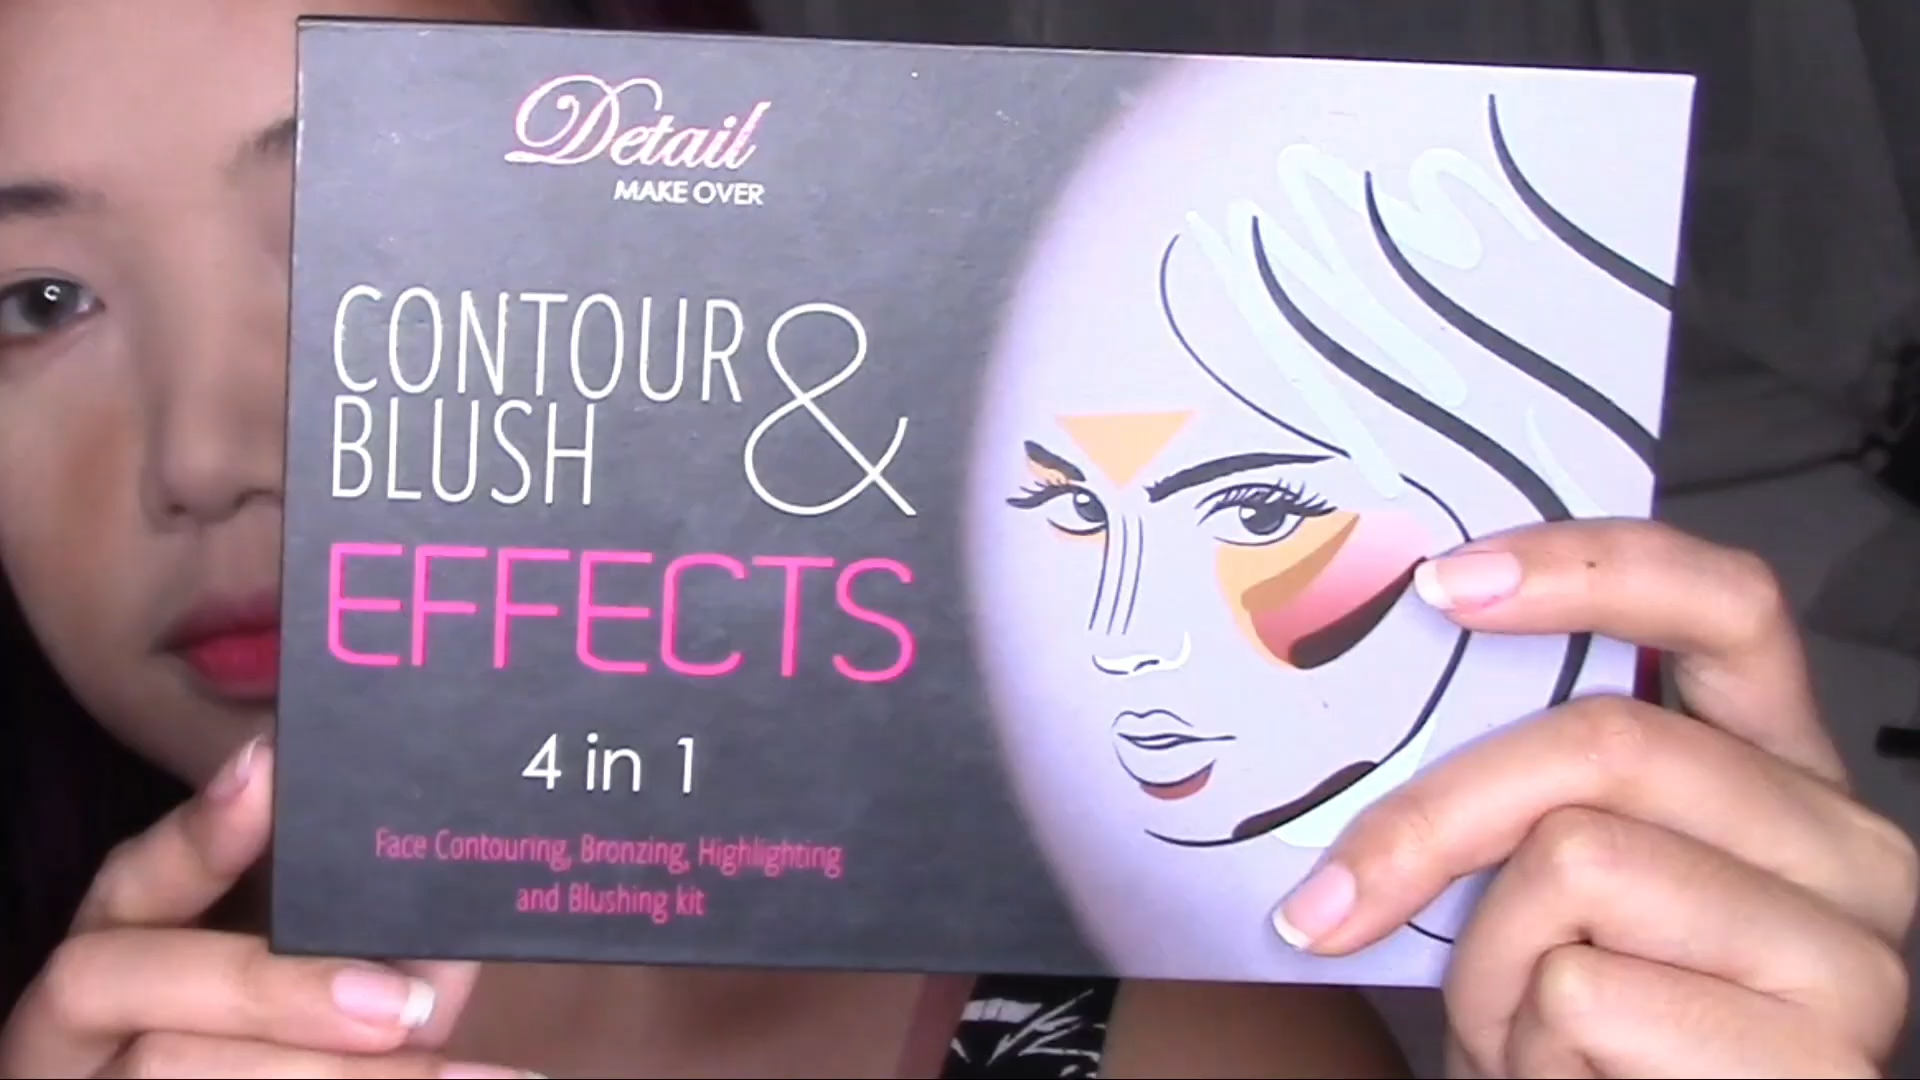 Detail
MAKE OVER
CONTOUR &
BLUSH
EFFECTS
4 in 1
Face Contouring, Bronzing, Highlighting
and Blushing kit